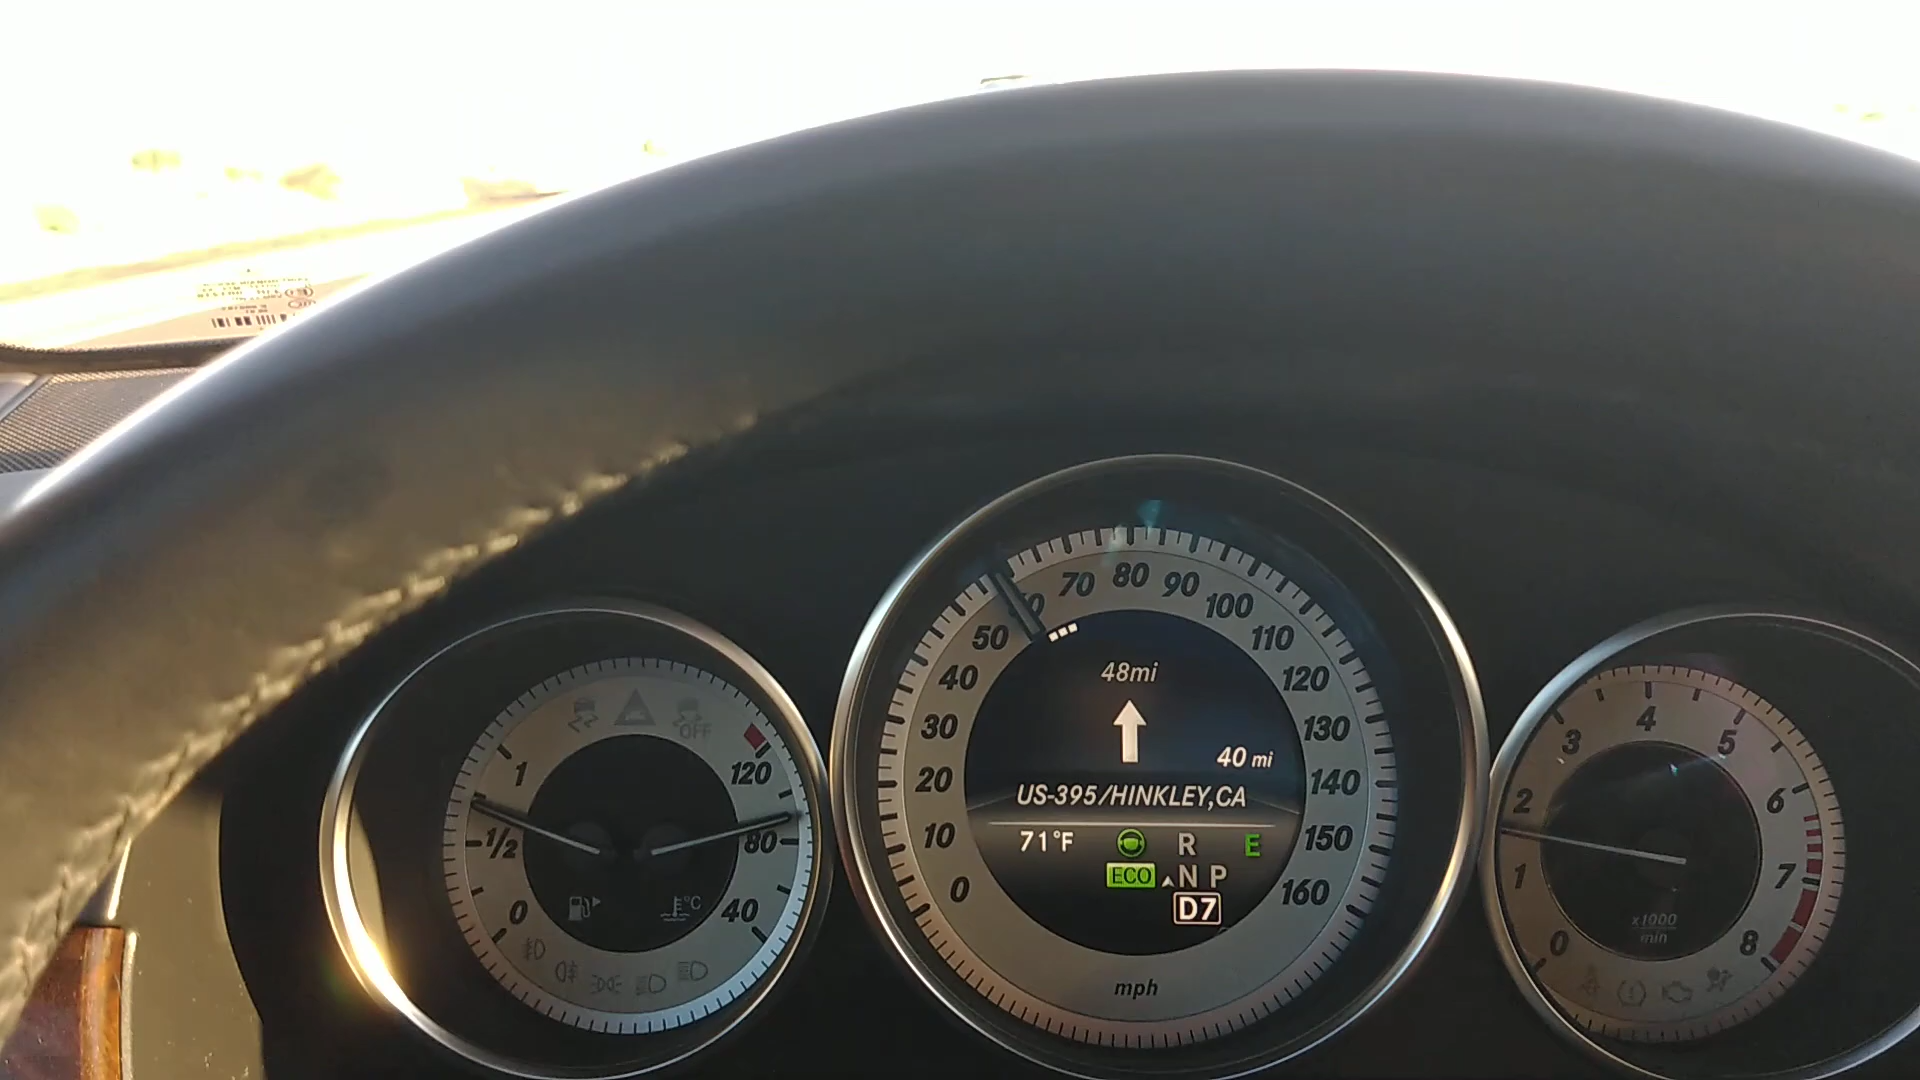 70 80 90
60 100
50 110
40 120
30 130
20 140
10 150
0 160
48mi
40 mi
US-395/HINKLEY,CA
71°F R E
ECO N P
D7
mph
OFF
1 120
1/2 80
0 40
°C
4
3 5
2 6
1 7
0 8
x1000
min